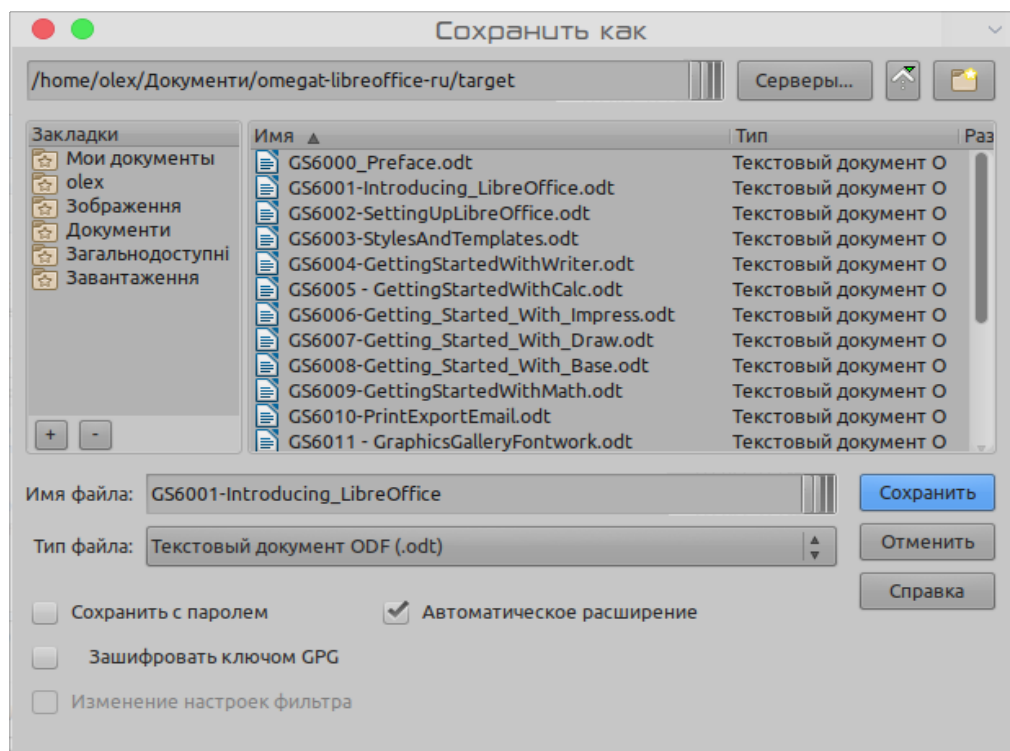 Сохранить как
/home/olex/Документи/omegat-libreoffice-ru/target
Серверы...
Закладки
Мои документы
olex
Зображення
Документи
Загальнодоступні
Завантаження
+ -
Имя Тип Раз
GS6000_Preface.odt Текстовый документ O
GS6001-Introducing_LibreOffice.odt Текстовый документ O
GS6002-SettingUpLibreOffice.odt Текстовый документ O
GS6003-StylesAndTemplates.odt Текстовый документ O
GS6004-GettingStartedWithWriter.odt Текстовый документ O
GS6005 - GettingStartedWithCalc.odt Текстовый документ O
GS6006-Getting_Started_With_Impress.odt Текстовый документ O
GS6007-Getting_Started_With_Draw.odt Текстовый документ O
GS6008-Getting_Started_With_Base.odt Текстовый документ O
GS6009-GettingStartedWithMath.odt Текстовый документ O
GS6010-PrintExportEmail.odt Текстовый документ O
GS6011 - GraphicsGalleryFontwork.odt Текстовый документ O
Имя файла: GS6001-Introducing_LibreOffice
Сохранить
Тип файла: Текстовый документ ODF (.odt)
Отменить
Справка
Сохранить с паролем
Автоматическое расширение
Зашифровать ключом GPG
Изменение настроек фильтра